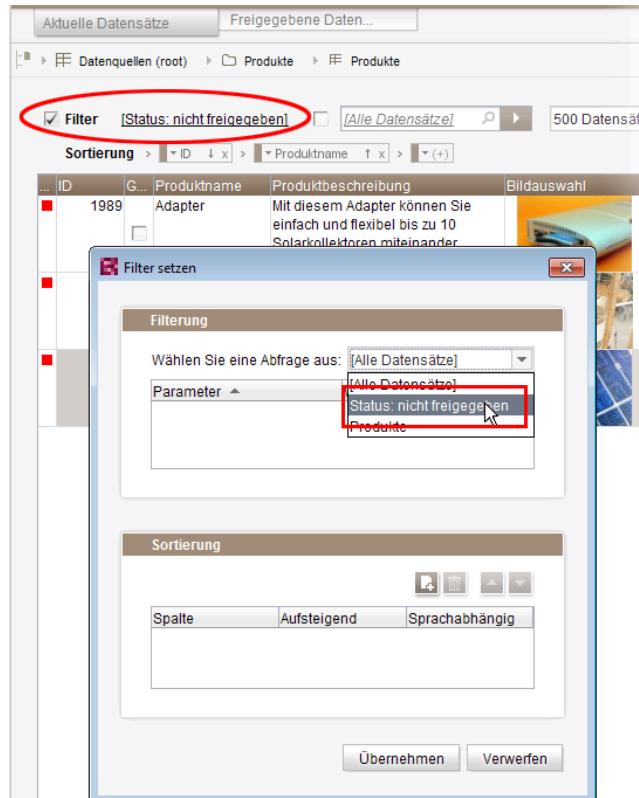 Aktuelle Datensätze
Freigegebene Daten...
Datenquellen (root)
Produkte
Produkte
Filter [Status: nicht freigegeben]
[Alle Datensätze]
500 Datensät
Sortierung > ID ↓ x > Produktname ↑ x > (+)
... ID G... Produktname Produktbeschreibung Bildauswahl
1989 Adapter Mit diesem Adapter können Sie
einfach und flexibel bis zu 10
Solarkollektoren miteinander
Filter setzen
Filterung
Wählen Sie eine Abfrage aus: [Alle Datensätze]
Parameter
[Alle Datensätze]
Status: nicht freigegeben
Produkte
Sortierung
Spalte Aufsteigend Sprachabhängig
Übernehmen Verwerfen